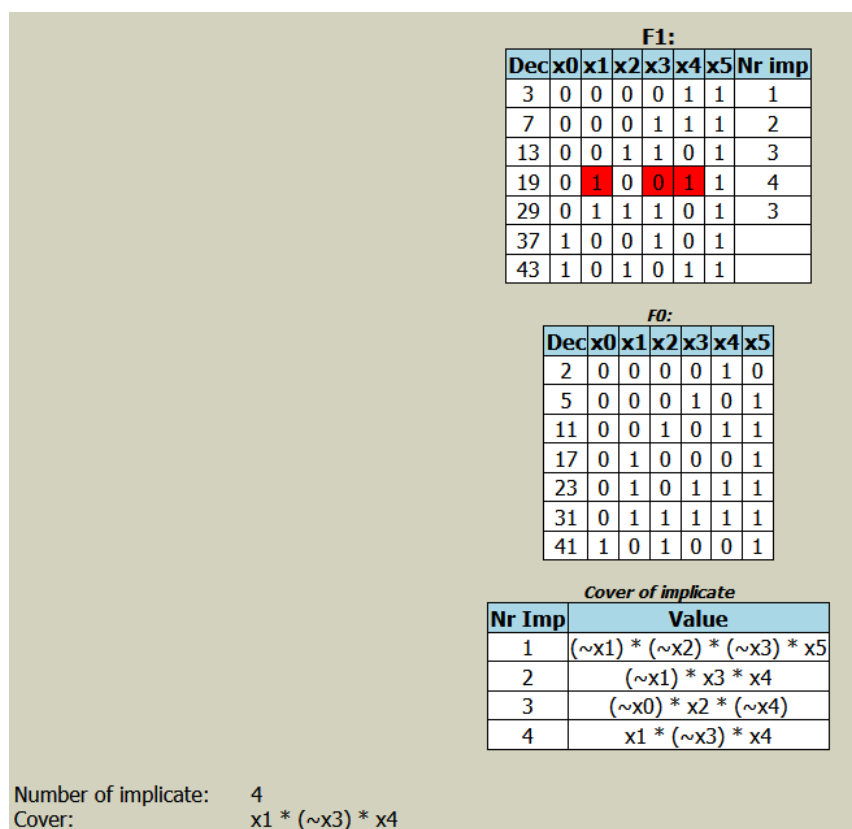 F1:
Dec x0 x1 x2 x3 x4 x5 Nr imp
3 0 0 0 0 1 1 1
7 0 0 0 1 1 1 2
13 0 0 1 1 0 1 3
19 0 1 0 0 1 1 4
29 0 1 1 1 0 1 3
37 1 0 0 1 0 1
43 1 0 1 0 1 1
F0:
Dec x0 x1 x2 x3 x4 x5
2 0 0 0 0 1 0
5 0 0 0 1 0 1
11 0 0 1 0 1 1
17 0 1 0 0 0 1
23 0 1 0 1 1 1
31 0 1 1 1 1 1
41 1 0 1 0 0 1
Cover of implicate
Nr Imp Value
1 (~x1) * (~x2) * (~x3) * x5
2 (~x1) * x3 * x4
3 (~x0) * x2 * (~x4)
4 x1 * (~x3) * x4
Number of implicate: 4
Cover: x1 * (~x3) * x4